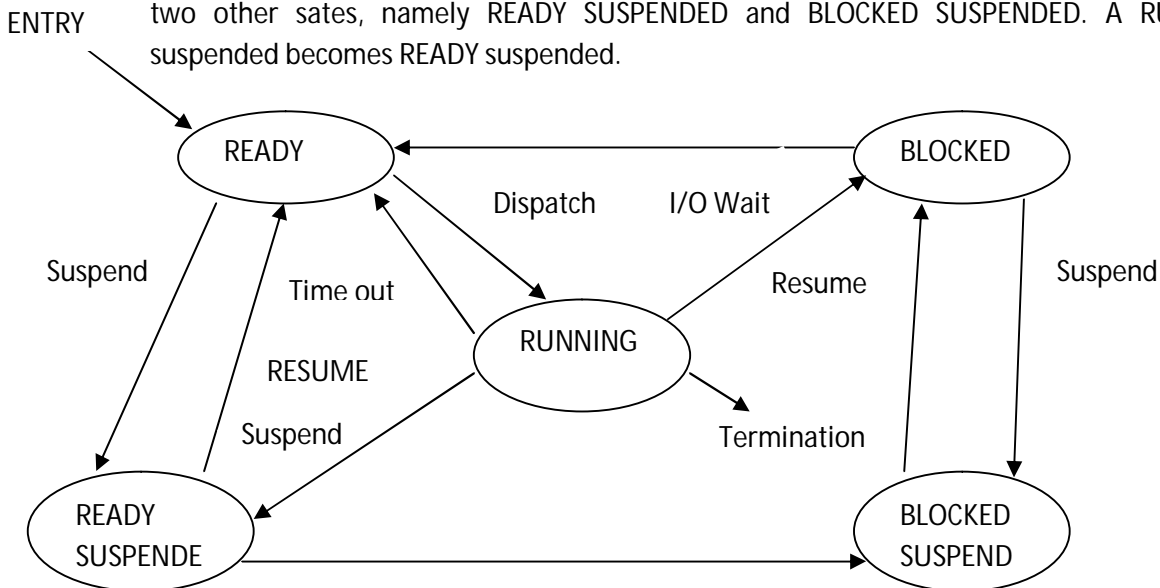 two other sates, namely READY SUSPENDED and BLOCKED SUSPENDED. A RU
ENTRY
suspended becomes READY suspended.
READY
BLOCKED
Dispatch
I/O Wait
Suspend
Time out
Resume
Suspend
RUNNING
RESUME
Suspend
Termination
READY
SUSPENDE
BLOCKED
SUSPEND